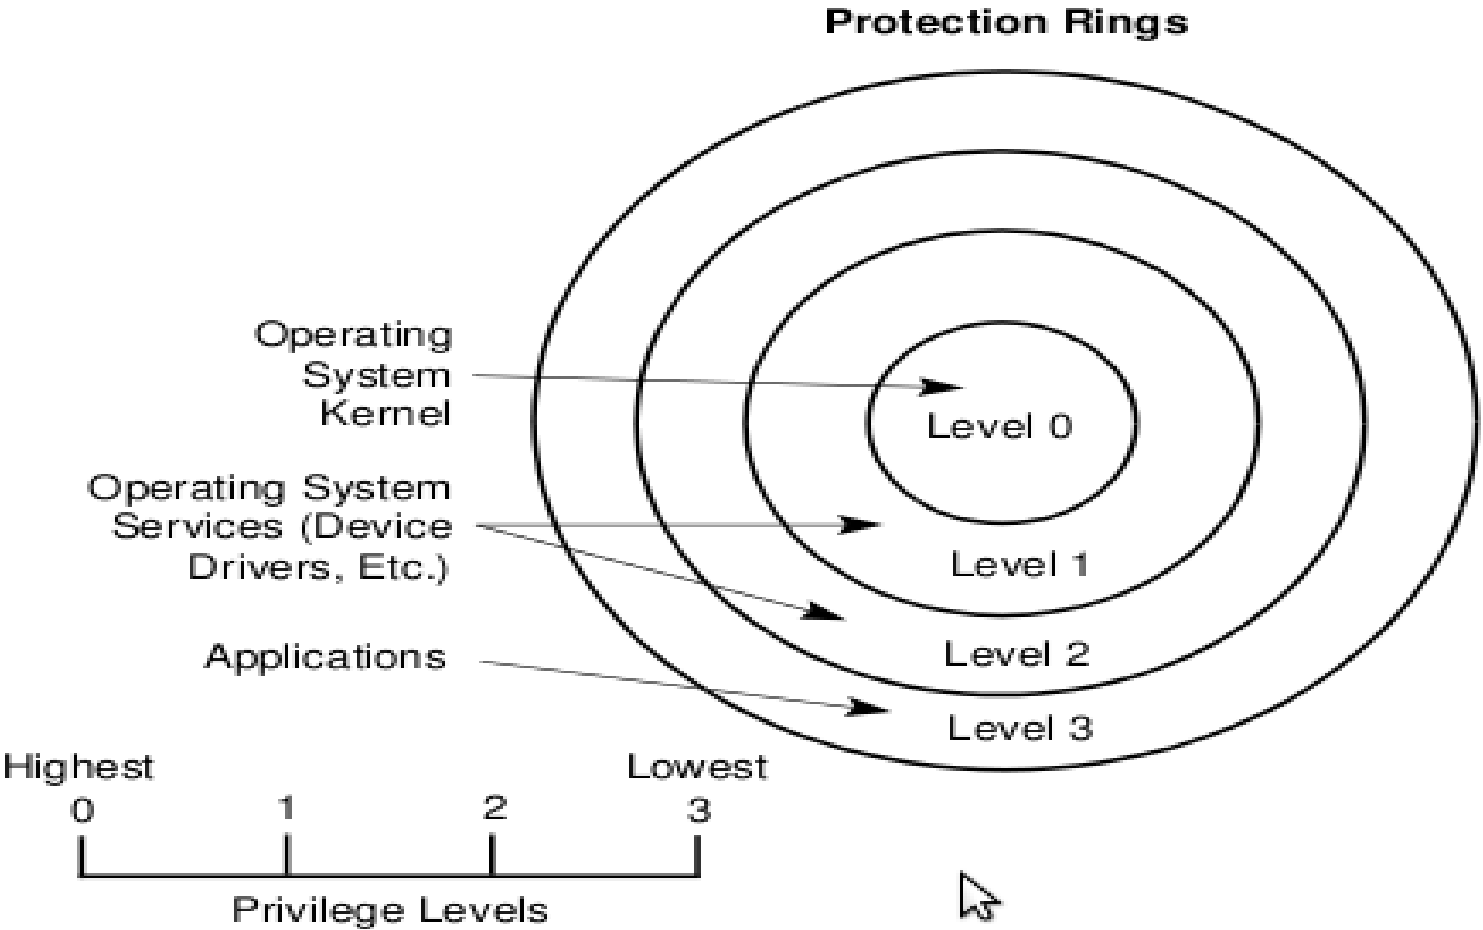 Protection Rings
Operating
System
Kernel
Level 0
Operating System
Services (Device
Drivers, Etc.)
Level 1
Level 2
Applications
Level 3
Highest
Lowest
0
1
2
3
Privilege Levels